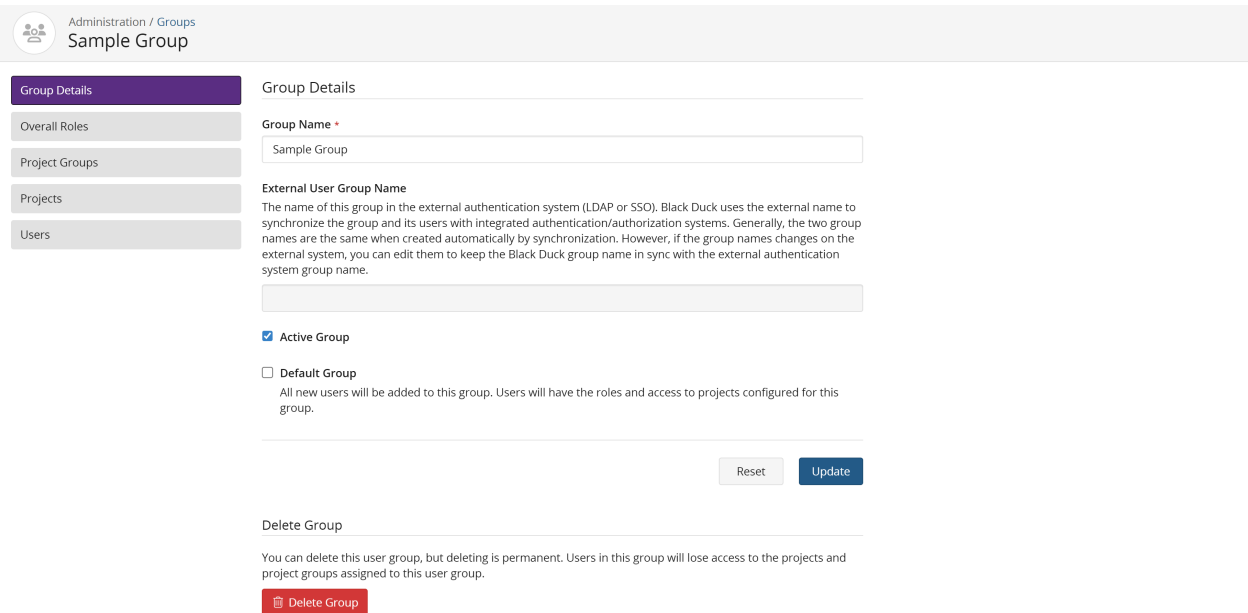 Administration / Groups
Sample Group
Group Details
Overall Roles
Project Groups
Projects
Users
Group Details
Group Name *
Sample Group
External User Group Name
The name of this group in the external authentication system (LDAP or SSO). Black Duck uses the external name to
synchronize the group and its users with integrated authentication/authorization systems. Generally, the two group
names are the same when created automatically by synchronization. However, if the group names changes on the
external system, you can edit them to keep the Black Duck group name in sync with the external authentication
system group name.
Active Group
Default Group
All new users will be added to this group. Users will have the roles and access to projects configured for this
group.
Reset
Update
Delete Group
You can delete this user group, but deleting is permanent. Users in this group will lose access to the projects and
project groups assigned to this user group.
Delete Group